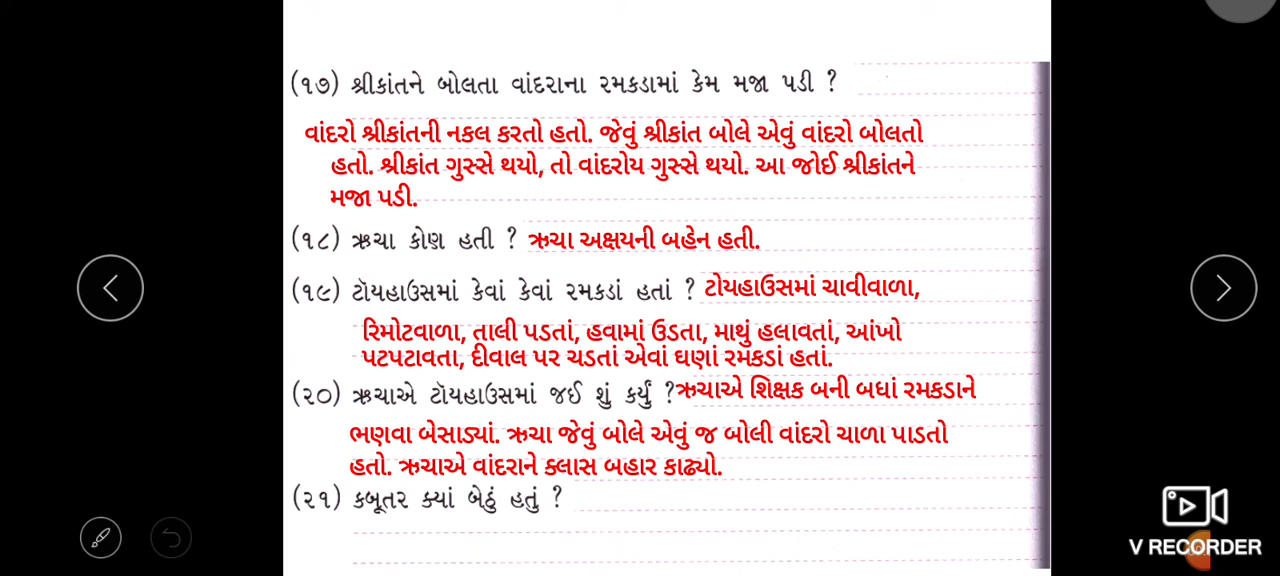 (૧૭) શ્રીકાંતને બોલતા વાંદરાના રમકડામાં કેમ મજા પડી ?
વાંદરો શ્રીકાંતની નકલ કરતો હતો. જેવું શ્રીકાંત બોલે એવું વાંદરો બોલતો
હતો. શ્રીકાંત ગુસ્સે થયો, તો વાંદરોય ગુસ્સે થયો. આ જોઈ શ્રીકાંતને
મજા પડી.
(૧૮) ઋચા કોણ હતી ? ઋચા અક્ષયની બહેન હતી.
(૧૯) ટૉયહાઉસમાં કેવાં કેવાં રમકડાં હતાં ? ટોયહાઉસમાં ચાવીવાળા,
રિમોટવાળા, તાલી પડતાં, હવામાં ઉડતા, માથું હલાવતાં, આંખો
પટપટાવતા, દીવાલ પર ચડતાં એવાં ઘણાં રમકડાં હતાં.
(૨૦) ઋચાએ ટૉયહાઉસમાં જઈ શું કર્યું ? ઋચાએ શિક્ષક બની બધાં રમકડાને
ભણવા બેસાડ્યાં. ઋચા જેવું બોલે એવું જ બોલી વાંદરો ચાળા પાડતો
હતો. ઋચાએ વાંદરાને ક્લાસ બહાર કાઢ્યો.
(૨૧) કબૂતર ક્યાં બેઠું હતું ?
V RECORDER